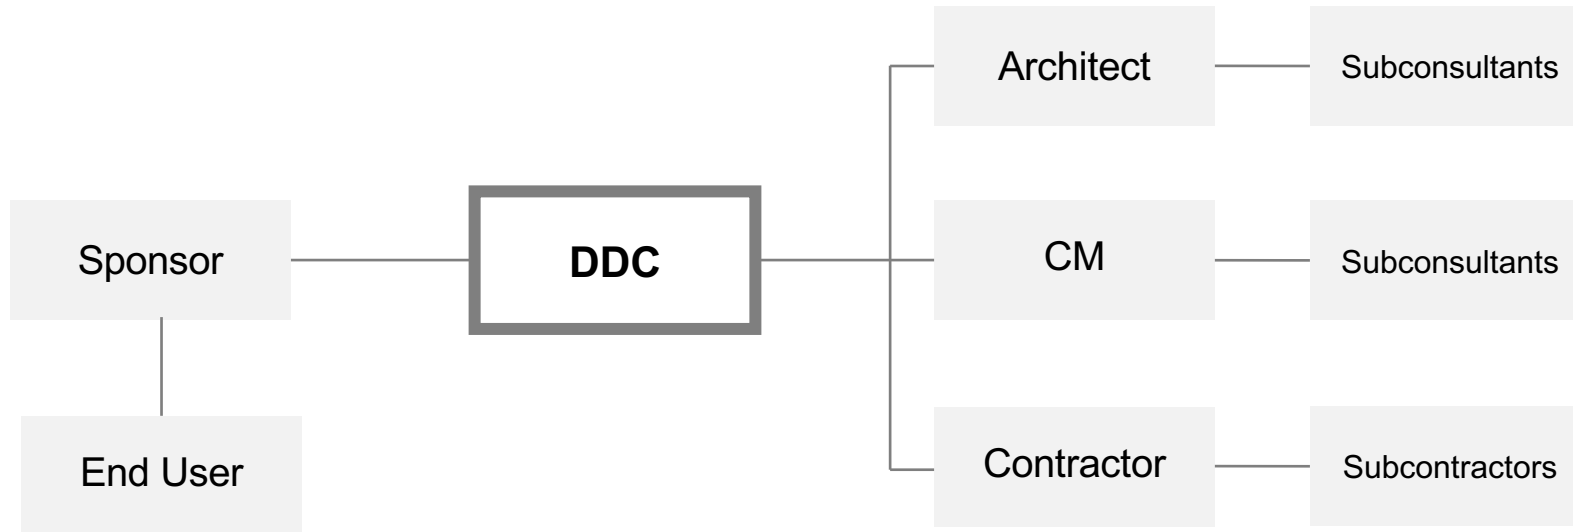 Architect
Subconsultants
Sponsor
DDC
CM
Subconsultants
End User
Contractor
Subcontractors